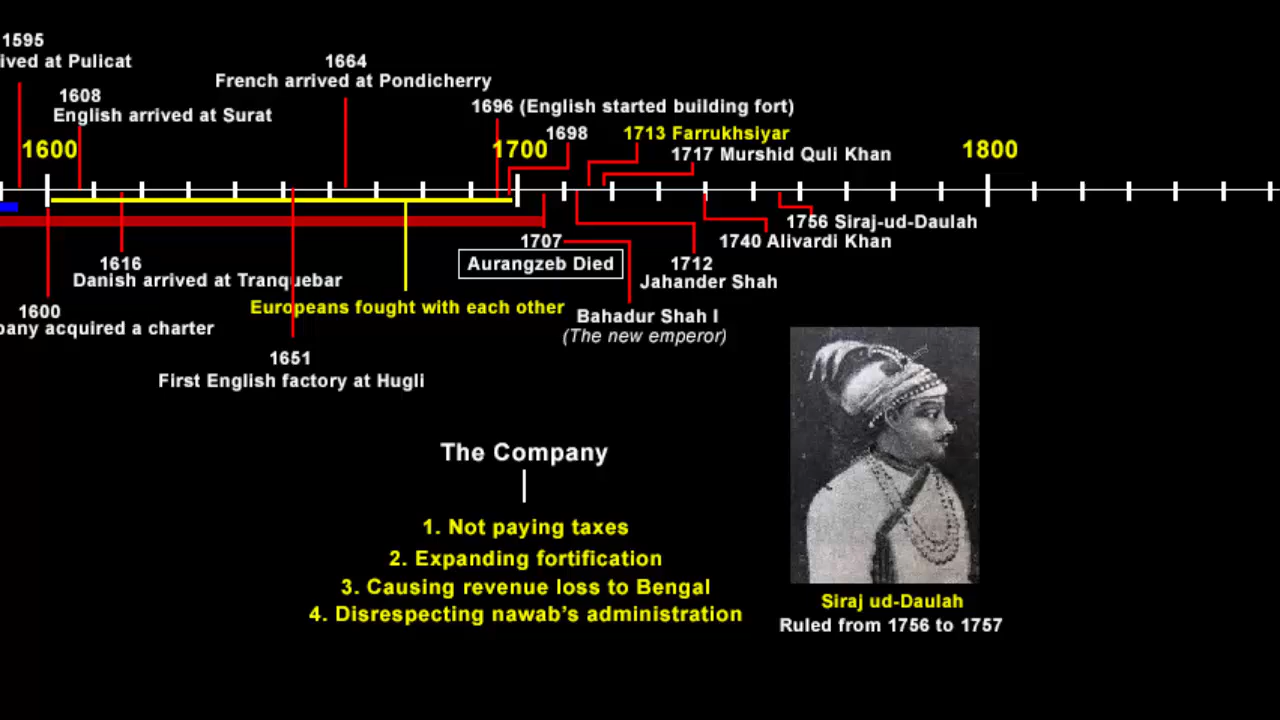 1595
ived at Pulicat
1608
English arrived at Surat
1664
French arrived at Pondicherry
1696 (English started building fort)
1698
1713 Farrukhsiyar
1717 Murshid Quli Khan
1600
1700
1800
1756 Siraj-ud-Daulah
1740 Alivardi Khan
1707
Aurangzeb Died
1712
Jahander Shah
1616
Danish arrived at Tranquebar
Europeans fought with each other
1600
pany acquired a charter
Bahadur Shah I
(The new emperor)
1651
First English factory at Hugli
The Company
1. Not paying taxes
2. Expanding fortification
3. Causing revenue loss to Bengal
4. Disrespecting nawab's administration
Siraj ud-Daulah
Ruled from 1756 to 1757